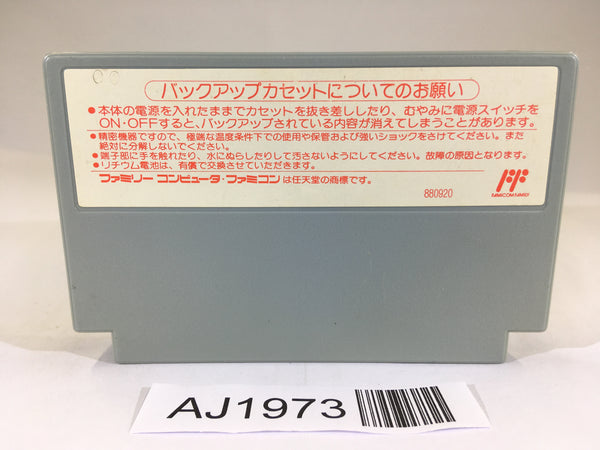 バックアップカセットについてのお願い
●本体の電源を入れたままでカセットを抜き差ししたり、むやみに電源スイッチを
ON・OFFすると、バックアップされている内容が消えてしまうことがあります。
●精密機器ですので、極端な温度条件下での使用や保管および強いショックをさけてください。また
絶対に分解しないでください。
●端子部に手を触れたり、水にぬらしたりして汚さないようにしてください。故障の原因となります。
●リチウム電池は、有償で交換させていただきます。
ファミリー コンピュータ・ファミコンは任天堂の商標です。
880920
FAMICOM FAMILY
AJ1973